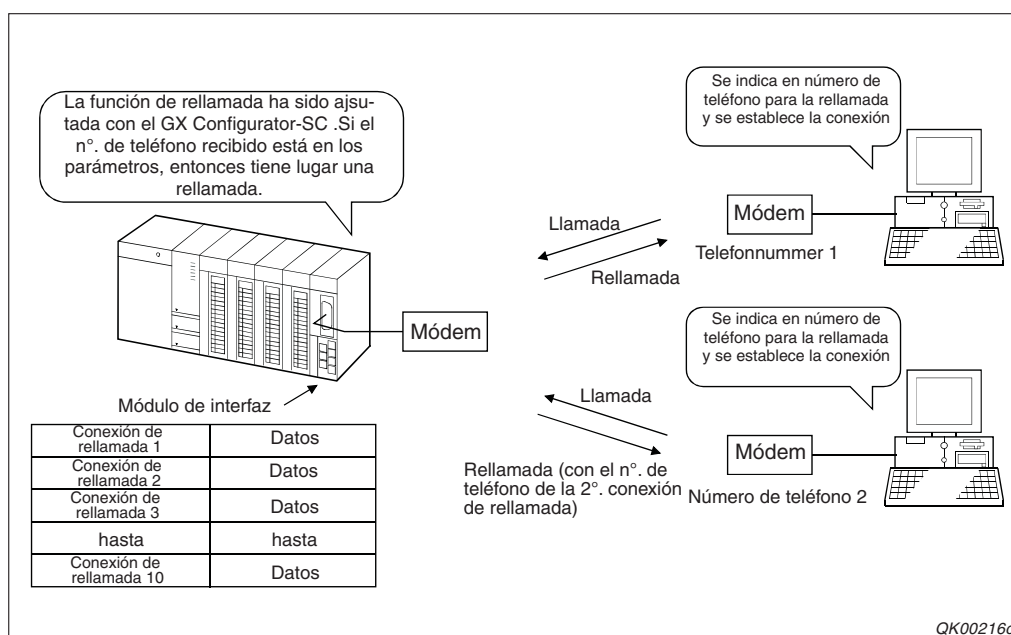 La función de rellamada ha sido ajsu-
tada con el GX Configurator-SC .Si el
n°. de teléfono recibido está en los
parámetros, entonces tiene lugar una
rellamada.
Se indica en número de
teléfono para la rellamada
y se establece la conexión
Llamada
Rellamada
Módem
Telefonnummer 1
Módem
Módulo de interfaz
Se indica en número de
teléfono para la rellamada
y se establece la conexión
Llamada
Rellamada (con el n°. de
teléfono de la 2°. conexión
de rellamada)
Módem
Número de teléfono 2
Conexión de
rellamada 1
Datos
Conexión de
rellamada 2
Datos
Conexión de
rellamada 3
Datos
hasta
hasta
Conexión de
rellamada 10
Datos
QK00216c